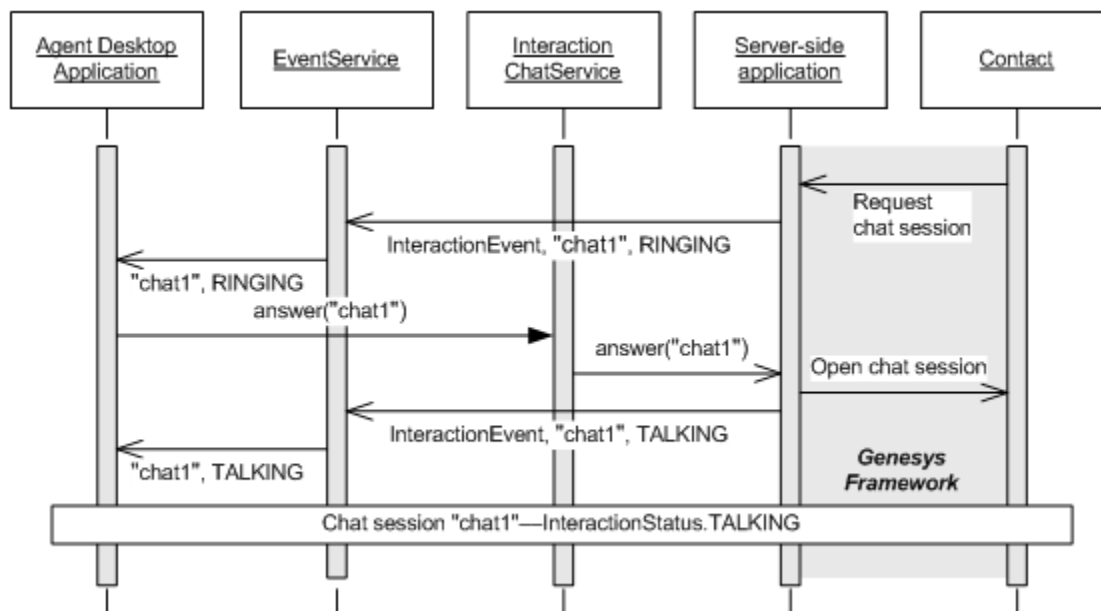 Agent Desktop
Application
EventService
Interaction
ChatService
Server-side
application
Contact
Request
chat session
InteractionEvent, "chat1", RINGING
"chat1", RINGING
answer("chat1")
answer("chat1")
Open chat session
InteractionEvent, "chat1", TALKING
"chat1", TALKING
Genesys
Framework
Chat session "chat1"—InteractionStatus.TALKING